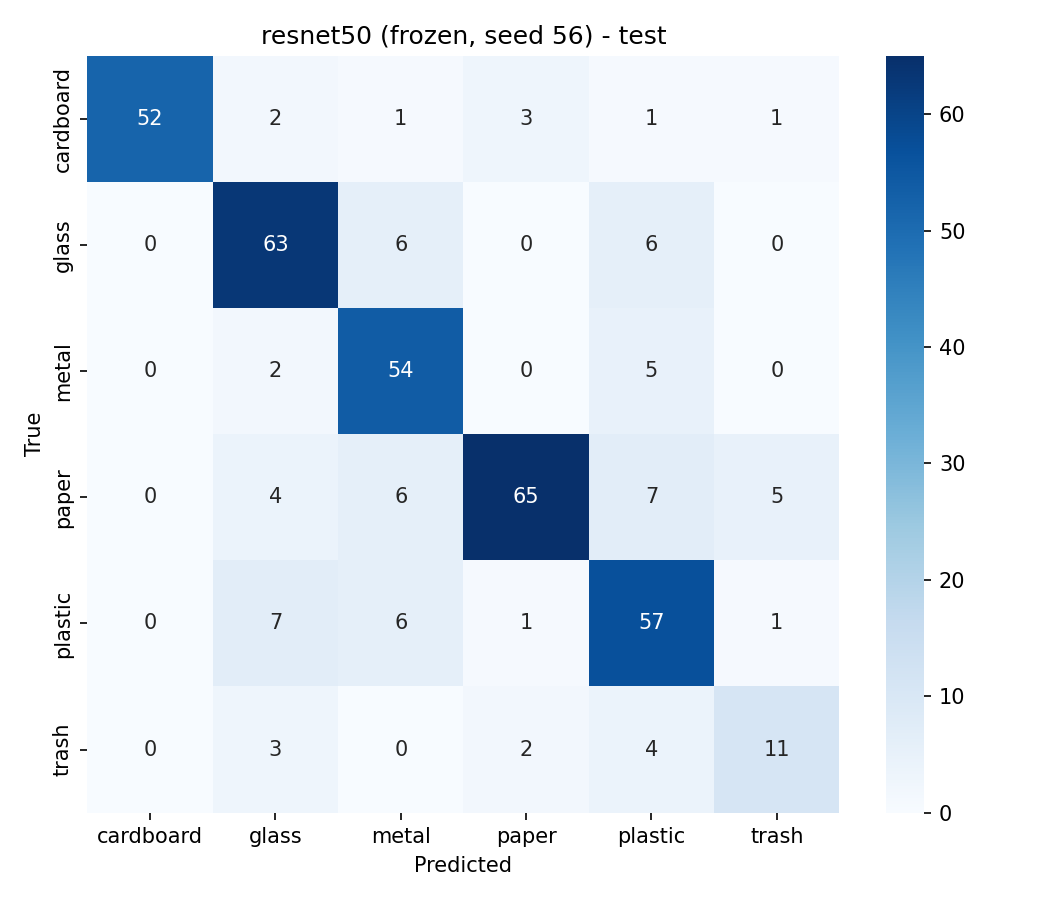 resnet50 (frozen, seed 56) - test
cardboard 52 2 1 3 1 1
glass 0 63 6 0 6 0
metal 0 2 54 0 5 0
paper 0 4 6 65 7 5
plastic 0 7 6 1 57 1
trash 0 3 0 2 4 11
True
cardboard glass metal paper plastic trash
Predicted
60
50
40
30
20
10
0